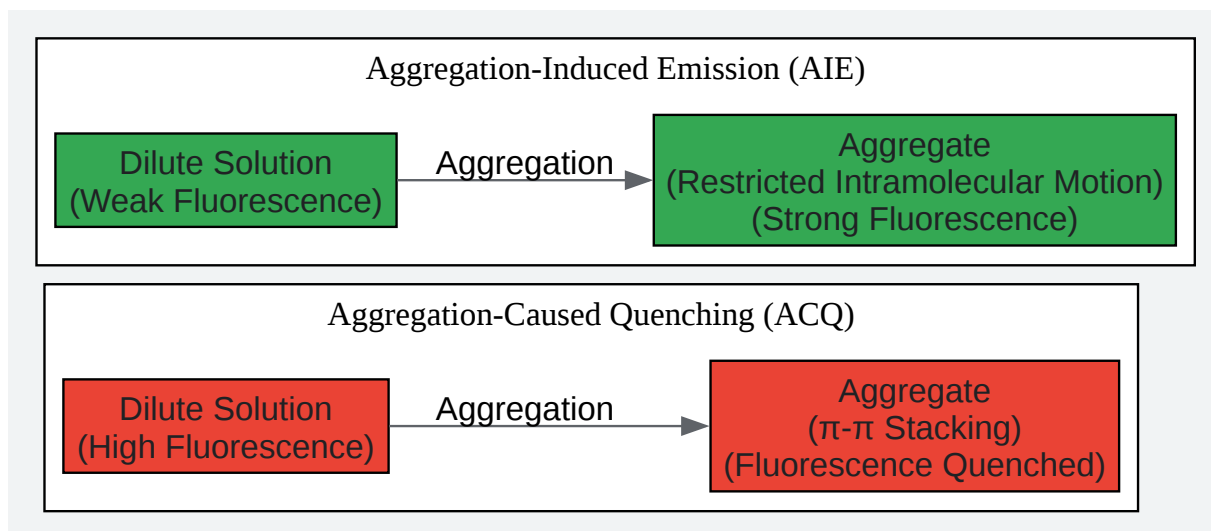 Aggregation-Induced Emission (AIE)
Dilute Solution
(Weak Fluorescence)
Aggregation
Aggregate
(Restricted Intramolecular Motion)
(Strong Fluorescence)
Aggregation-Caused Quenching (ACQ)
Dilute Solution
(High Fluorescence)
Aggregation
Aggregate
(π-π Stacking)
(Fluorescence Quenched)